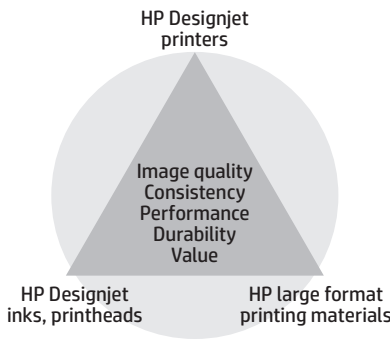 HP Designjet
printers
Image quality
Consistency
Performance
Durability
Value
HP Designjet
inks, printheads
HP large format
printing materials